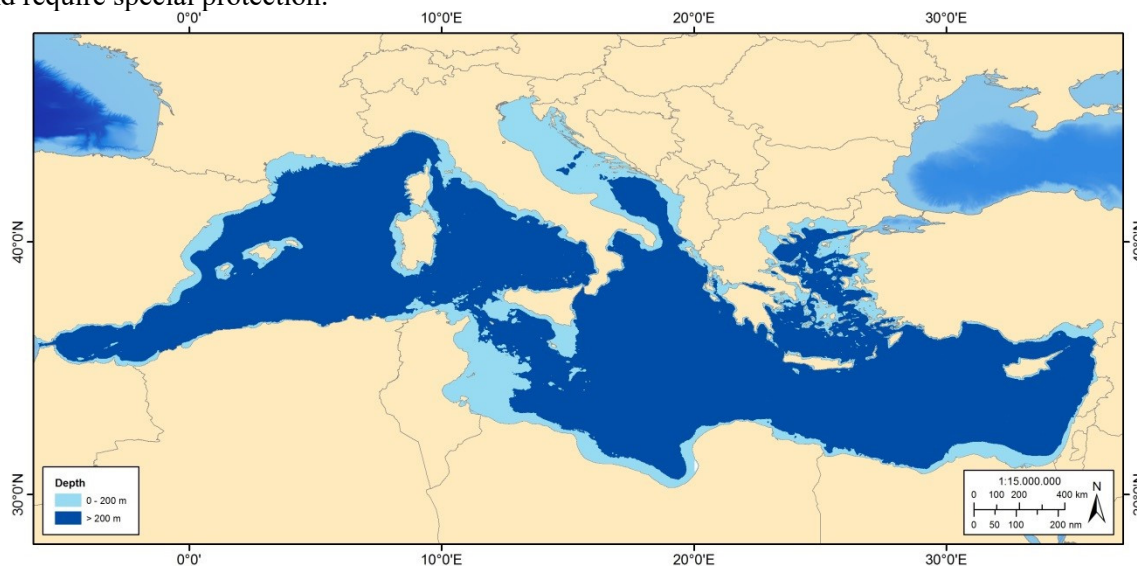 d require special protection.
0°0' 10°0'E 20°0'E 30°0'E
40°0'N 40°0'N
30°0'N
Depth
0 - 200 m
> 200 m
1:15.000.000
0 100 200 400 km
N
0 50 100 200 nm
0°0' 10°0'E 20°0'E 30°0'E